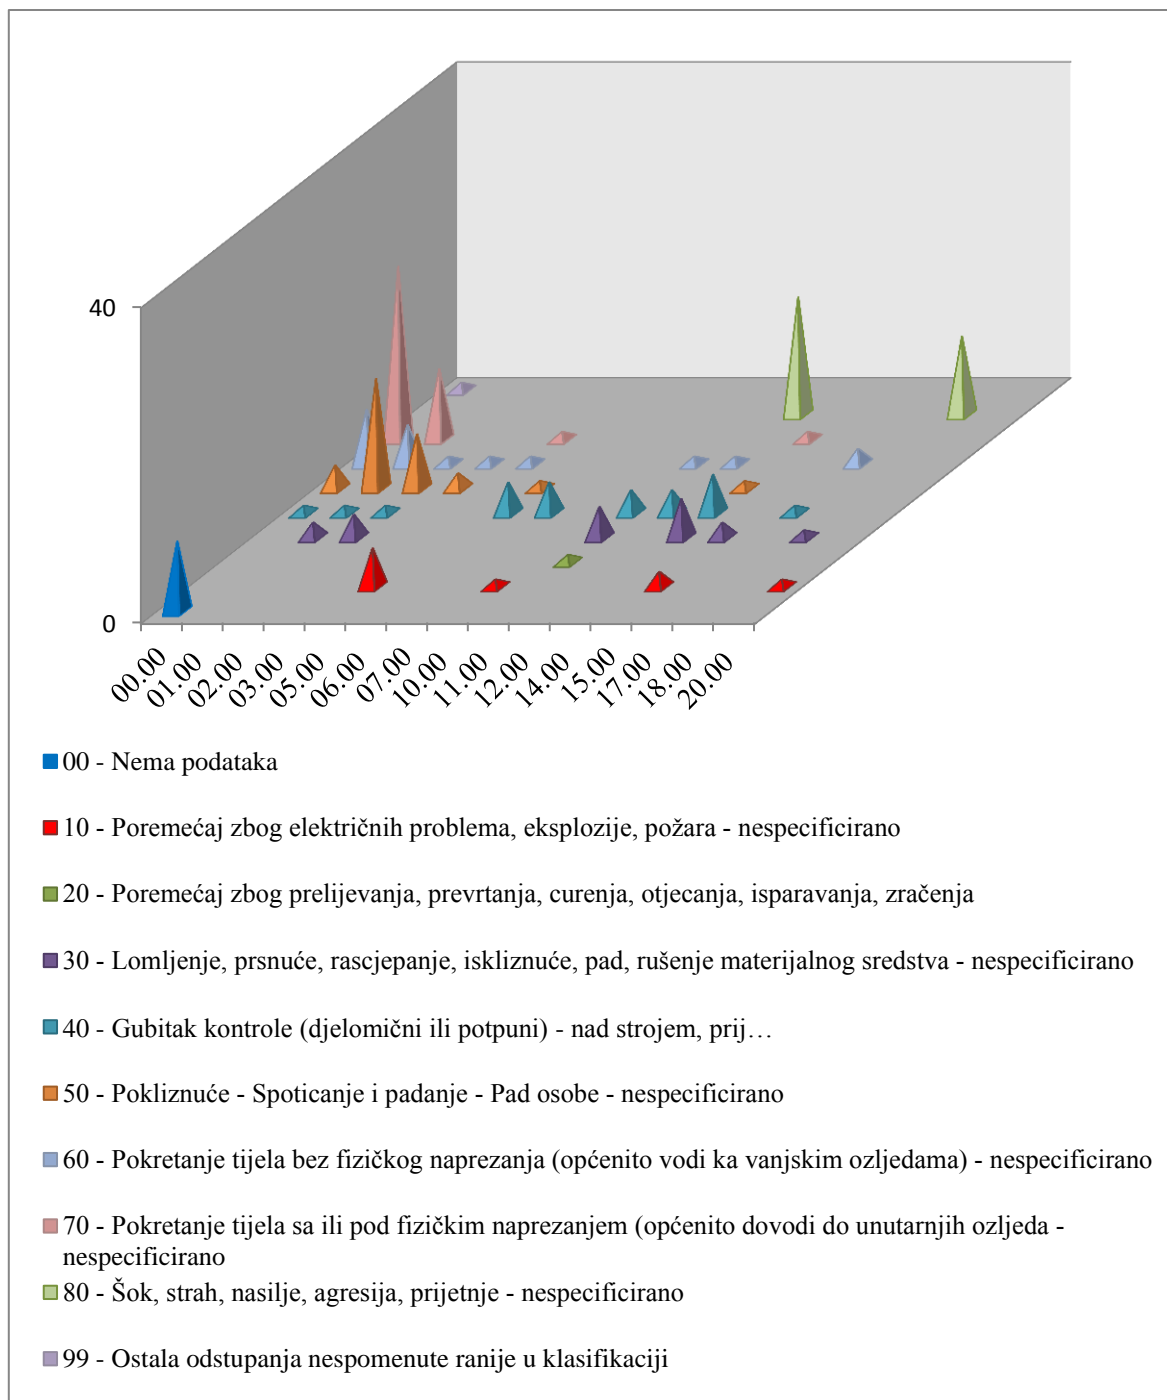 40
0
00.00
01.00
02.00
03.00
05.00
06.00
07.00
10.00
11.00
12.00
14.00
15.00
17.00
18.00
20.00
00 - Nema podataka
10 - Poremećaj zbog električnih problema, eksplozije, požara - nespecificirano
20 - Poremećaj zbog prelijevanja, prevrtanja, curenja, otjecanja, isparavanja, zračenja
30 - Lomljenje, prsnuće, rascjepanje, iskliznuće, pad, rušenje materijalnog sredstva - nespecificirano
40 - Gubitak kontrole (djelomični ili potpuni) - nad strojem, prij…
50 - Pokliznuće - Spoticanje i padanje - Pad osobe - nespecificirano
60 - Pokretanje tijela bez fizičkog naprezanja (općenito vodi ka vanjskim ozljedama) - nespecificirano
70 - Pokretanje tijela sa ili pod fizičkim naprezanjem (općenito dovodi do unutarnjih ozljeda -
nespecificirano
80 - Šok, strah, nasilje, agresija, prijetnje - nespecificirano
99 - Ostala odstupanja nespomenute ranije u klasifikaciji